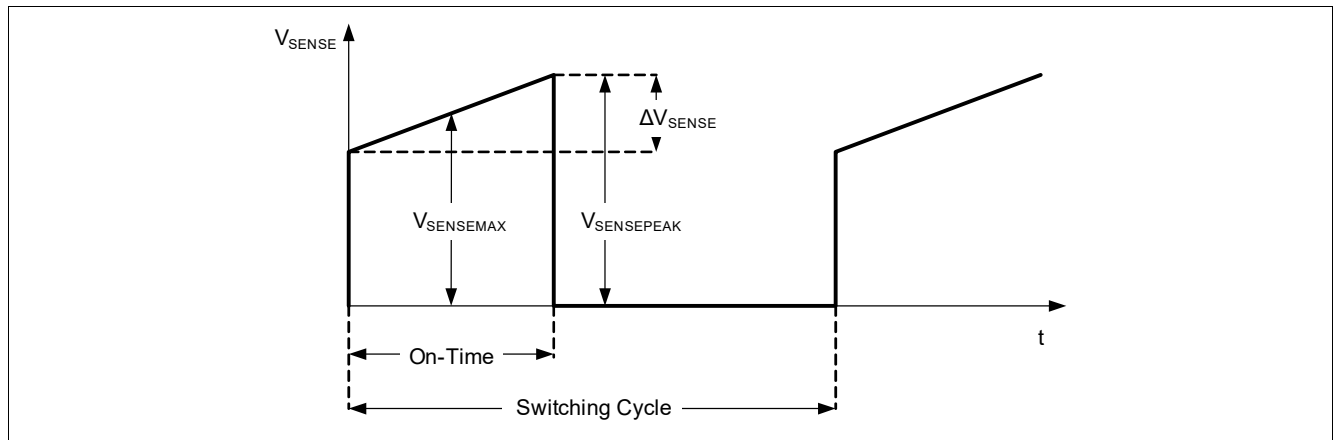 VSENSE
ΔVSENSE
VSENSEMAX
VSENSEPEAK
t
On-Time
Switching Cycle